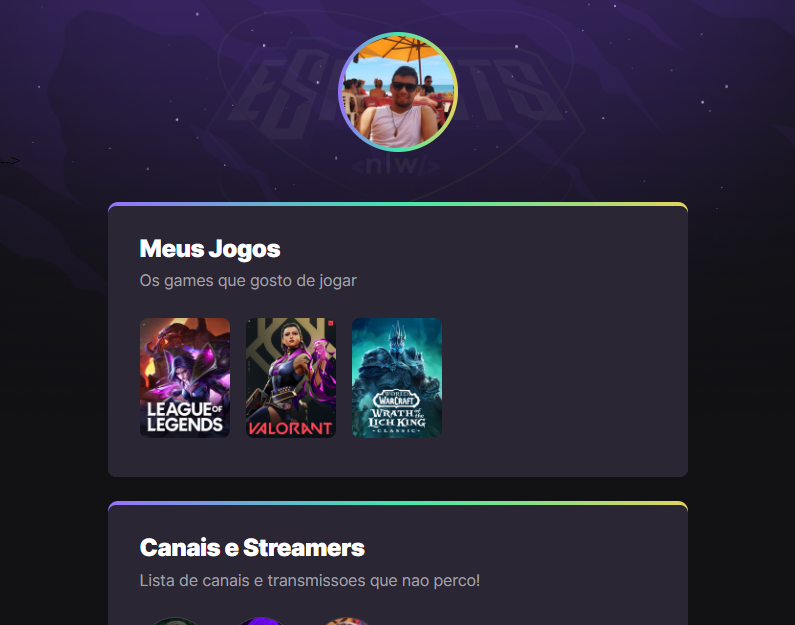 ESPORTS
<nlw/>
-->
Meus Jogos
Os games que gosto de jogar
LEAGUE OF
LEGENDS
VALORANT
WORLD OF
WARCRAFT
WRATH of the
LICH KING
CLASSIC
Canais e Streamers
Lista de canais e transmissoes que nao perco!